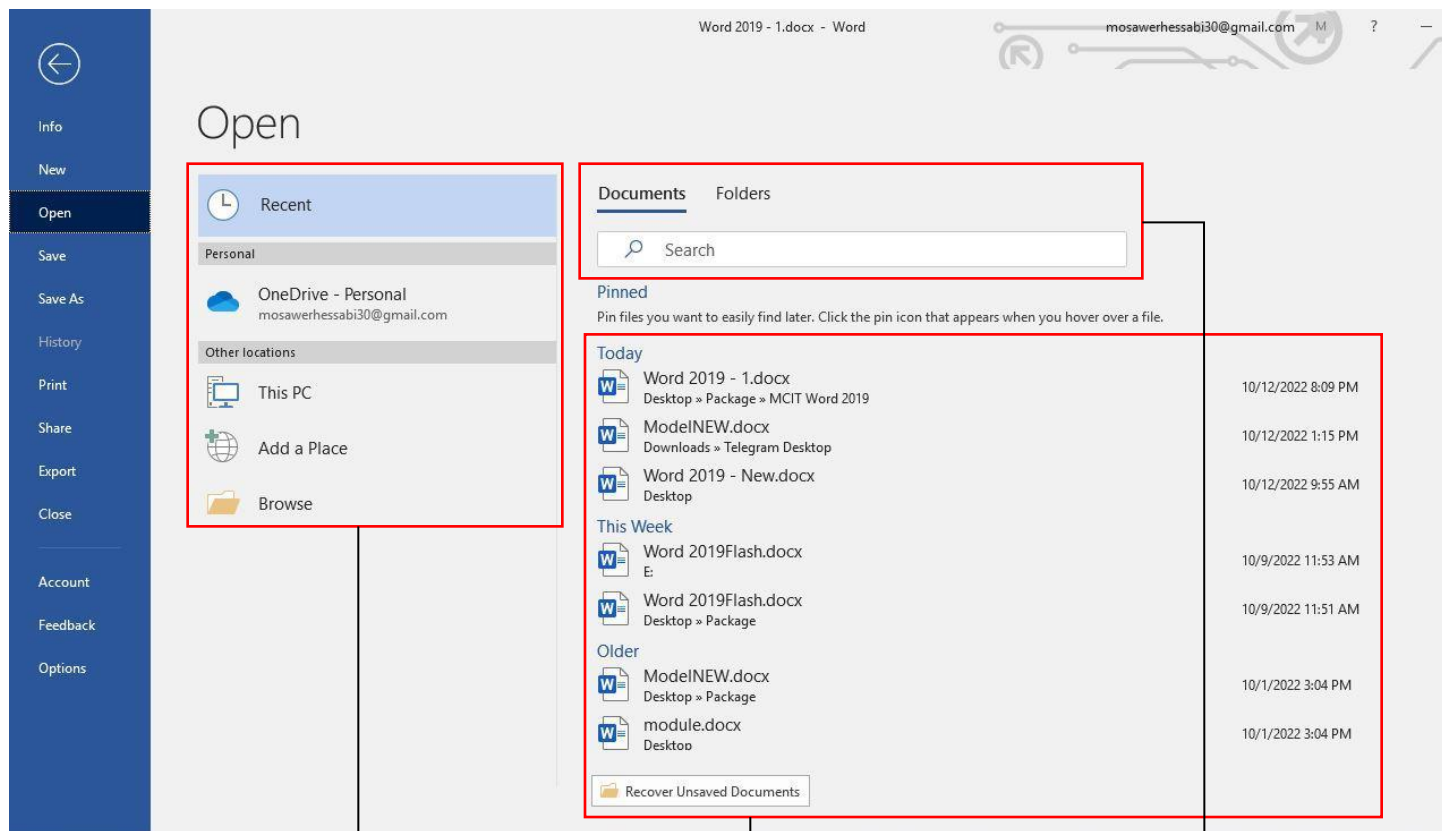 Word 2019 - 1.docx - Word
mosawerhessabi30@gmail.com M ?
Info
New
Open
Save
Save As
History
Print
Share
Export
Close
Account
Feedback
Options
Open
Recent
Personal
OneDrive - Personal
mosawerhessabi30@gmail.com
Other locations
This PC
Add a Place
Browse
Documents Folders
Search
Pinned
Pin files you want to easily find later. Click the pin icon that appears when you hover over a file.
Today
Word 2019 - 1.docx
Desktop » Package » MCIT Word 2019
10/12/2022 8:09 PM
ModelNEW.docx
Downloads » Telegram Desktop
10/12/2022 1:15 PM
Word 2019 - New.docx
Desktop
10/12/2022 9:55 AM
This Week
Word 2019Flash.docx
E:
10/9/2022 11:53 AM
Word 2019Flash.docx
Desktop » Package
10/9/2022 11:51 AM
Older
ModelNEW.docx
Desktop » Package
10/1/2022 3:04 PM
module.docx
Desktop
10/1/2022 3:04 PM
Recover Unsaved Documents